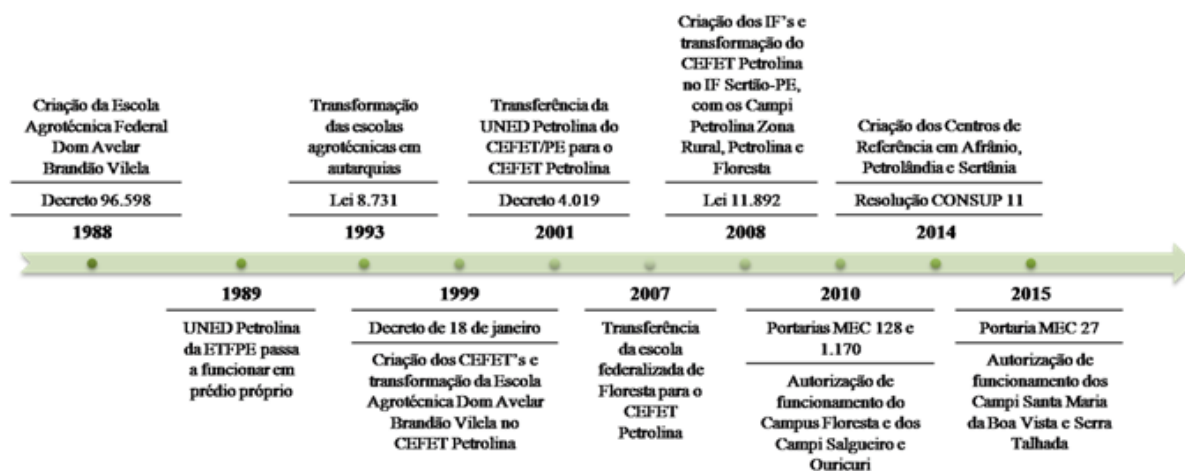 Criação da Escola
Agrotécnica Federal
Dom Avelar
Brandão Vilela
Decreto 96.598
1988
Transformação
das escolas
agrotécnicas em
autarquias
Lei 8.731
1993
Transferência da
UNED Petrolina do
CEFET/PE para o
CEFET Petrolina
Decreto 4.019
2001
Criação dos IF's e
transformação do
CEFET Petrolina
no IF Sertão-PE,
com os Campi
Petrolina Zona
Rural, Petrolina e
Floresta
Lei 11.892
2008
Criação dos Centros de
Referência em Afrânio,
Petrolândia e Sertânia
Resolução CONSUP 11
2014
1989
UNED Petrolina
da ETFPE passa
a funcionar em
prédio próprio
1999
Decreto de 18 de janeiro
Criação dos CEFET's e
transformação da Escola
Agrotécnica Dom Avelar
Brandão Vilela no
CEFET Petrolina
2007
Transferência
da escola
federalizada de
Floresta para o
CEFET
Petrolina
2010
Portarias MEC 128 e
1.170
Autorização de
funcionamento do
Campus Floresta e dos
Campi Salgueiro e
Ouricuri
2015
Portaria MEC 27
Autorização de
funcionamento dos
Campi Santa Maria
da Boa Vista e Serra
Talhada